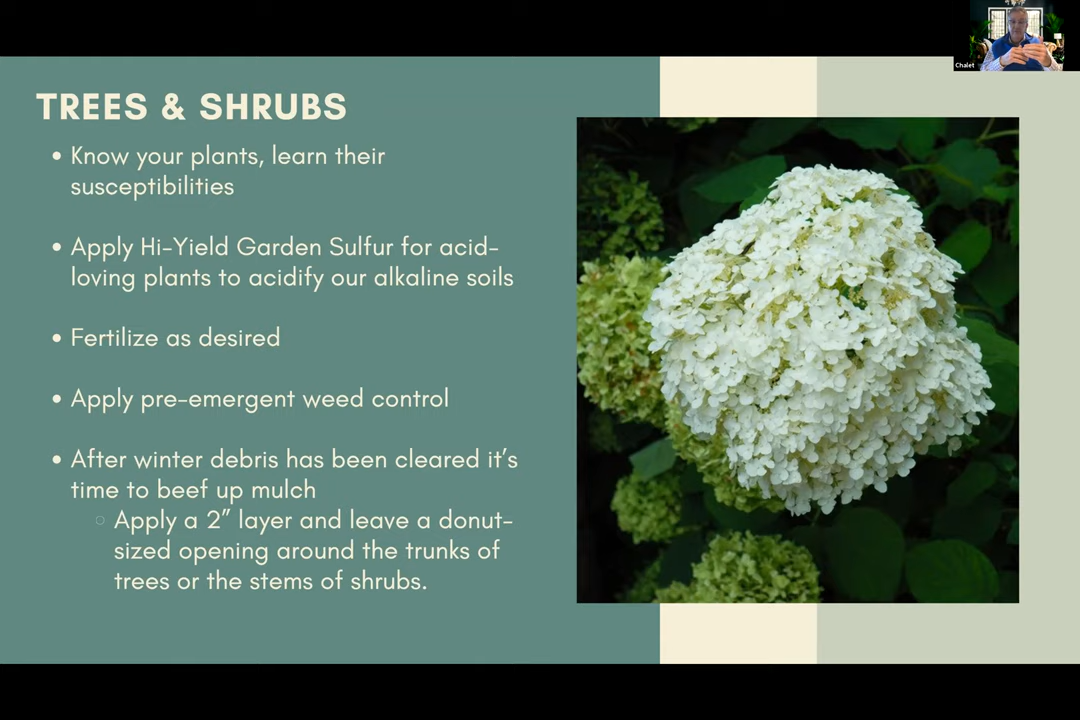 Chalet
TREES & SHRUBS
• Know your plants, learn their
susceptibilities
• Apply Hi-Yield Garden Sulfur for acid-
loving plants to acidify our alkaline soils
• Fertilize as desired
• Apply pre-emergent weed control
• After winter debris has been cleared it's
time to beef up mulch
○ Apply a 2" layer and leave a donut-
sized opening around the trunks of
trees or the stems of shrubs.